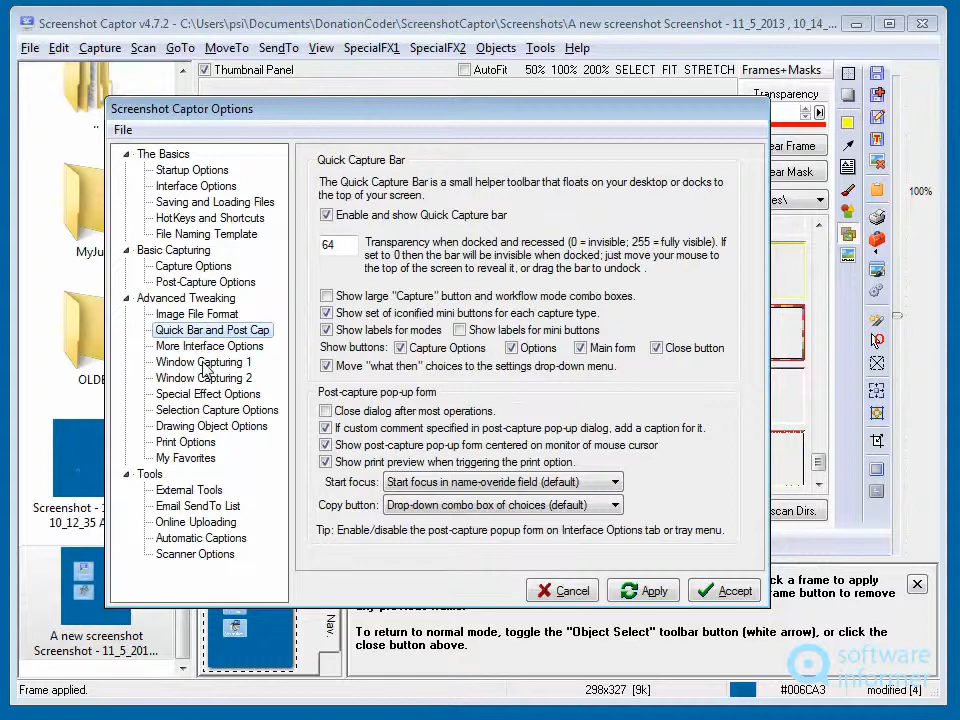 Screenshot Captor v4.7.2 - C:\Users\psi\Documents\DonationCoder\ScreenshotCaptor\Screenshots\A new screenshot Screenshot - 11_5_2013 , 10_14_...
File Edit Capture Scan GoTo MoveTo SendTo View SpecialFX1 SpecialFX2 Objects Tools Help
Thumbnail Panel
AutoFit 50% 100% 200% SELECT FIT STRETCH
Frames+Masks
Transparency
..
MyJu
OLDE
Screenshot - 1
10_12_35 A
A new screenshot
Screenshot - 11_5_201...
Screenshot Captor Options
File
The Basics
Startup Options
Interface Options
Saving and Loading Files
HotKeys and Shortcuts
File Naming Template
Basic Capturing
Capture Options
Post-Capture Options
Advanced Tweaking
Image File Format
Quick Bar and Post Cap
More Interface Options
Window Capturing 1
Window Capturing 2
Special Effect Options
Selection Capture Options
Drawing Object Options
Print Options
My Favorites
Tools
External Tools
Email SendTo List
Online Uploading
Automatic Captions
Scanner Options
Quick Capture Bar
The Quick Capture Bar is a small helper toolbar that floats on your desktop or docks to
the top of your screen.
Enable and show Quick Capture bar
64
Transparency when docked and recessed (0 = invisible; 255 = fully visible). If
set to 0 then the bar will be invisible when docked; just move your mouse to
the top of the screen to reveal it, or drag the bar to undock .
Show large "Capture" button and workflow mode combo boxes.
Show set of iconified mini buttons for each capture type.
Show labels for modes Show labels for mini buttons
Show buttons: Capture Options Options Main form Close button
Move "what then" choices to the settings drop-down menu.
Post-capture pop-up form
Close dialog after most operations.
If custom comment specified in post-capture pop-up dialog, add a caption for it.
Show post-capture pop-up form centered on monitor of mouse cursor
Show print preview when triggering the print option.
Start focus: Start focus in name-overide field (default)
Copy button: Drop-down combo box of choices (default)
Tip: Enable/disable the post-capture popup form on Interface Options tab or tray menu.
Cancel Apply Accept
ear Frame
ear Mask
es\
scan Dirs.
100%
Nav.
ck a frame to apply
ame button to remove
To return to normal mode, toggle the "Object Select" toolbar button (white arrow), or click the
close button above.
software
informer
Frame applied.
298x327 [9k]
#006CA3
modified [4]